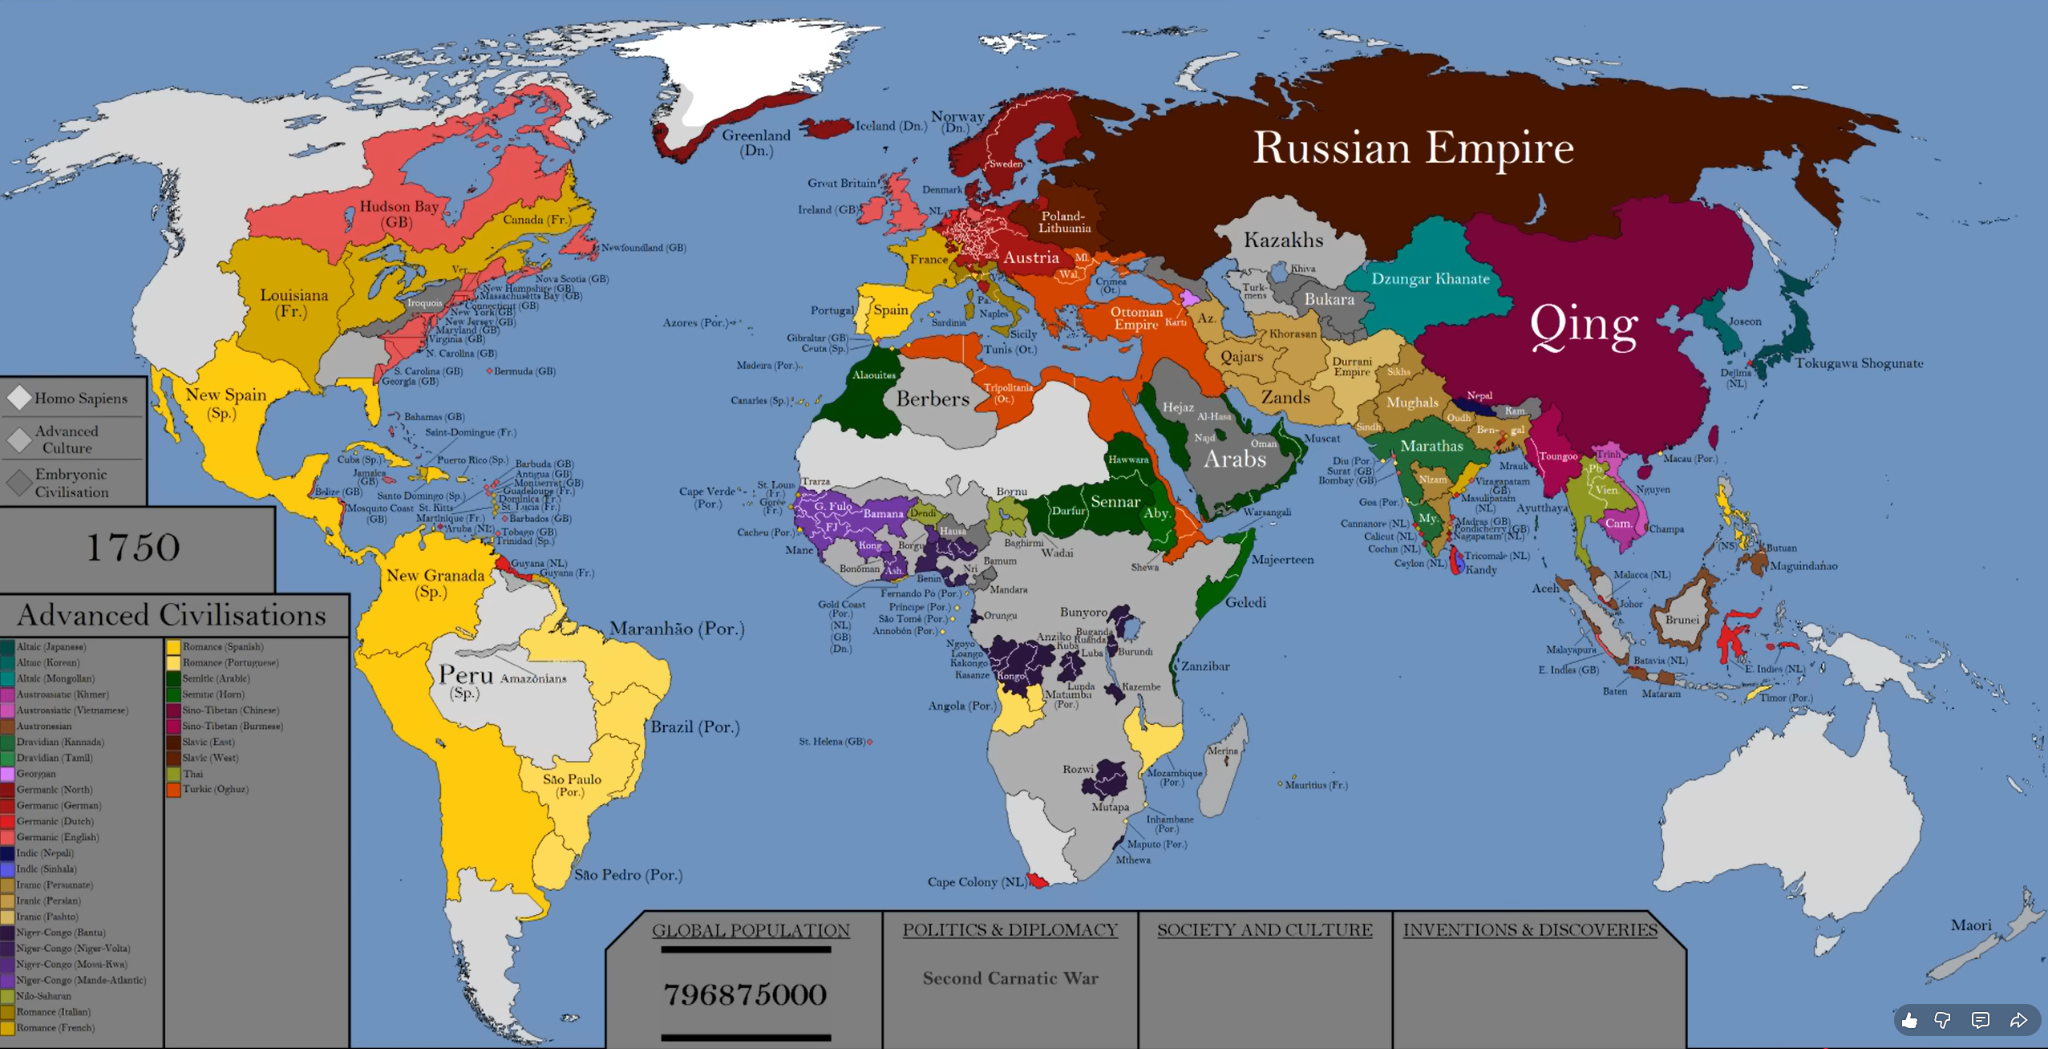 Russian Empire
Qing
Kazakhs
Dzungar Khanate
Khiva
Turk-
mens
Bukara
Khorasan
Qajars
Durrani
Empire
Sikhs
Zands
Mughals
Nepal
Ram.
Oudh
Ben-
gal
Sindh
Marathas
Nizam
My.
Mrauk
Toungoo
Joseon
Tokugawa Shogunate
Dejima
(NL)
Macau (Por.)
Trinh
Nguyen
Ph.
Vien.
Cam.
Champa
Ayutthaya
Diu (Por.
Surat (GB)
Bombay (GB)
Goa (Por.)
Cannanore (NL)
Calicut (NL)
Cochin (NL)
Ceylon (NL)
Vizagapatam
(GB)
Masulipatam
(NL)
Madras (GB)
Pondicherry (GB)
Nagapatam (NL)
Tricomale (NL)
Kandy
(NS)
Butuan
Maguindanao
Malacca (NL)
Johor
Aceh
Brunei
Malayapura
E. Indies (GB)
Batavia (NL)
Baten
Mataram
E. Indies (NL)
Timor (Por.)
Maori
Greenland
(Dn.)
Iceland (Dn.)
Norway
(Dn.)
Sweden
Denmark
Great Britain
Ireland (GB)
NL
Poland-
Lithuania
Austria
France
Ml.
Wal.
Crimea
(Ot.)
Portugal
Spain
Pa.
Naples
Sardinia
Sicily
Ottoman
Empire
Karti
Az.
Azores (Por.)
Gibraltar (GB)
Ceuta (Sp.)
Madeira (Por.)
Canaries (Sp.)
Tunis (Ot.)
Tripolitania
(Ot.)
Alaouites
Berbers
Hejaz
Al-Hasa
Najd
Oman
Arabs
Muscat
Hawwara
Sennar
Darfur
Aby.
Warsangali
Majeerteen
Geledi
Shewa
Wadai
Baghirmi
Bornu
Trarza
St. Louis
(Fr.)
Gorée
(Fr.)
Cape Verde
(Por.)
Cacheu (Por.)
G. Fulo
FJ
Bamana
Dendi
Hausa
Mane
Kong
Borgu
Bonoman
Ash.
Benin
Nri
Bamum
Mandara
Gold Coast
(Por.)
(NL)
(GB)
(Dn.)
Fernando Pó (Por.)
Príncipe (Por.)
São Tomé (Por.)
Annobón (Por.)
Orungu
Bunyoro
Buganda
Ruanda
Burundi
Anziko
Kuba
Luba
Ngoyo
Loango
Kakongo
Kasanze
Kongo
Lunda
Matamba
(Por.)
Kazembe
Angola (Por.)
Zanzibar
St. Helena (GB)
Rozwi
Mutapa
Mozambique
(Por.)
Inhambane
(Por.)
Maputo (Por.)
Mthewa
Merina
Mauritius (Fr.)
Cape Colony (NL)
Hudson Bay
(GB)
Canada (Fr.)
Newfoundland (GB)
Nova Scotia (GB)
Ver.
New Hampshire (GB)
Massachusetts Bay (GB)
Connecticut (GB)
New York (GB)
New Jersey (GB)
Maryland (GB)
Virginia (GB)
N. Carolina (GB)
S. Carolina (GB)
Georgia (GB)
Bermuda (GB)
Iroquois
Louisiana
(Fr.)
New Spain
(Sp.)
Bahamas (GB)
Saint-Domingue (Fr.)
Cuba (Sp.)
Puerto Rico (Sp.)
Jamaica
(GB)
Santo Domingo (Sp.)
St. Kitts
Barbuda (GB)
Antigua (GB)
Montserrat (GB)
Guadeloupe (Fr.)
Dominica (Fr.)
St. Lucia (Fr.)
Martinique (Fr.)
Barbados (GB)
Aruba (NL)
Tobago (GB)
Trinidad (Sp.)
Belize (GB)
Mosquito Coast
(GB)
New Granada
(Sp.)
Guyana (NL)
Guyana (Fr.)
Maranhão (Por.)
Peru
(Sp.)
Amazonians
Brazil (Por.)
São Paulo
(Por.)
São Pedro (Por.)
Homo Sapiens
Advanced
Culture
Embryonic
Civilisation
1750
Advanced Civilisations
Altaic (Japanese)
Altaic (Korean)
Altaic (Mongolian)
Austroasiatic (Khmer)
Austroasiatic (Vietnamese)
Austronesian
Dravidian (Kannada)
Dravidian (Tamil)
Georgian
Germanic (North)
Germanic (German)
Germanic (Dutch)
Germanic (English)
Indic (Nepali)
Indic (Sinhala)
Iranic (Persianate)
Iranic (Persian)
Iranic (Pashto)
Niger-Congo (Bantu)
Niger-Congo (Niger-Volta)
Niger-Congo (Mossi-Kwa)
Niger-Congo (Mande-Atlantic)
Nilo-Saharan
Romance (Italian)
Romance (French)
Romance (Spanish)
Romance (Portuguese)
Semitic (Arabic)
Semitic (Horn)
Sino-Tibetan (Chinese)
Sino-Tibetan (Burmese)
Slavic (East)
Slavic (West)
Thai
Turkic (Oghuz)
GLOBAL POPULATION
796875000
POLITICS & DIPLOMACY
Second Carnatic War
SOCIETY AND CULTURE
INVENTIONS & DISCOVERIES